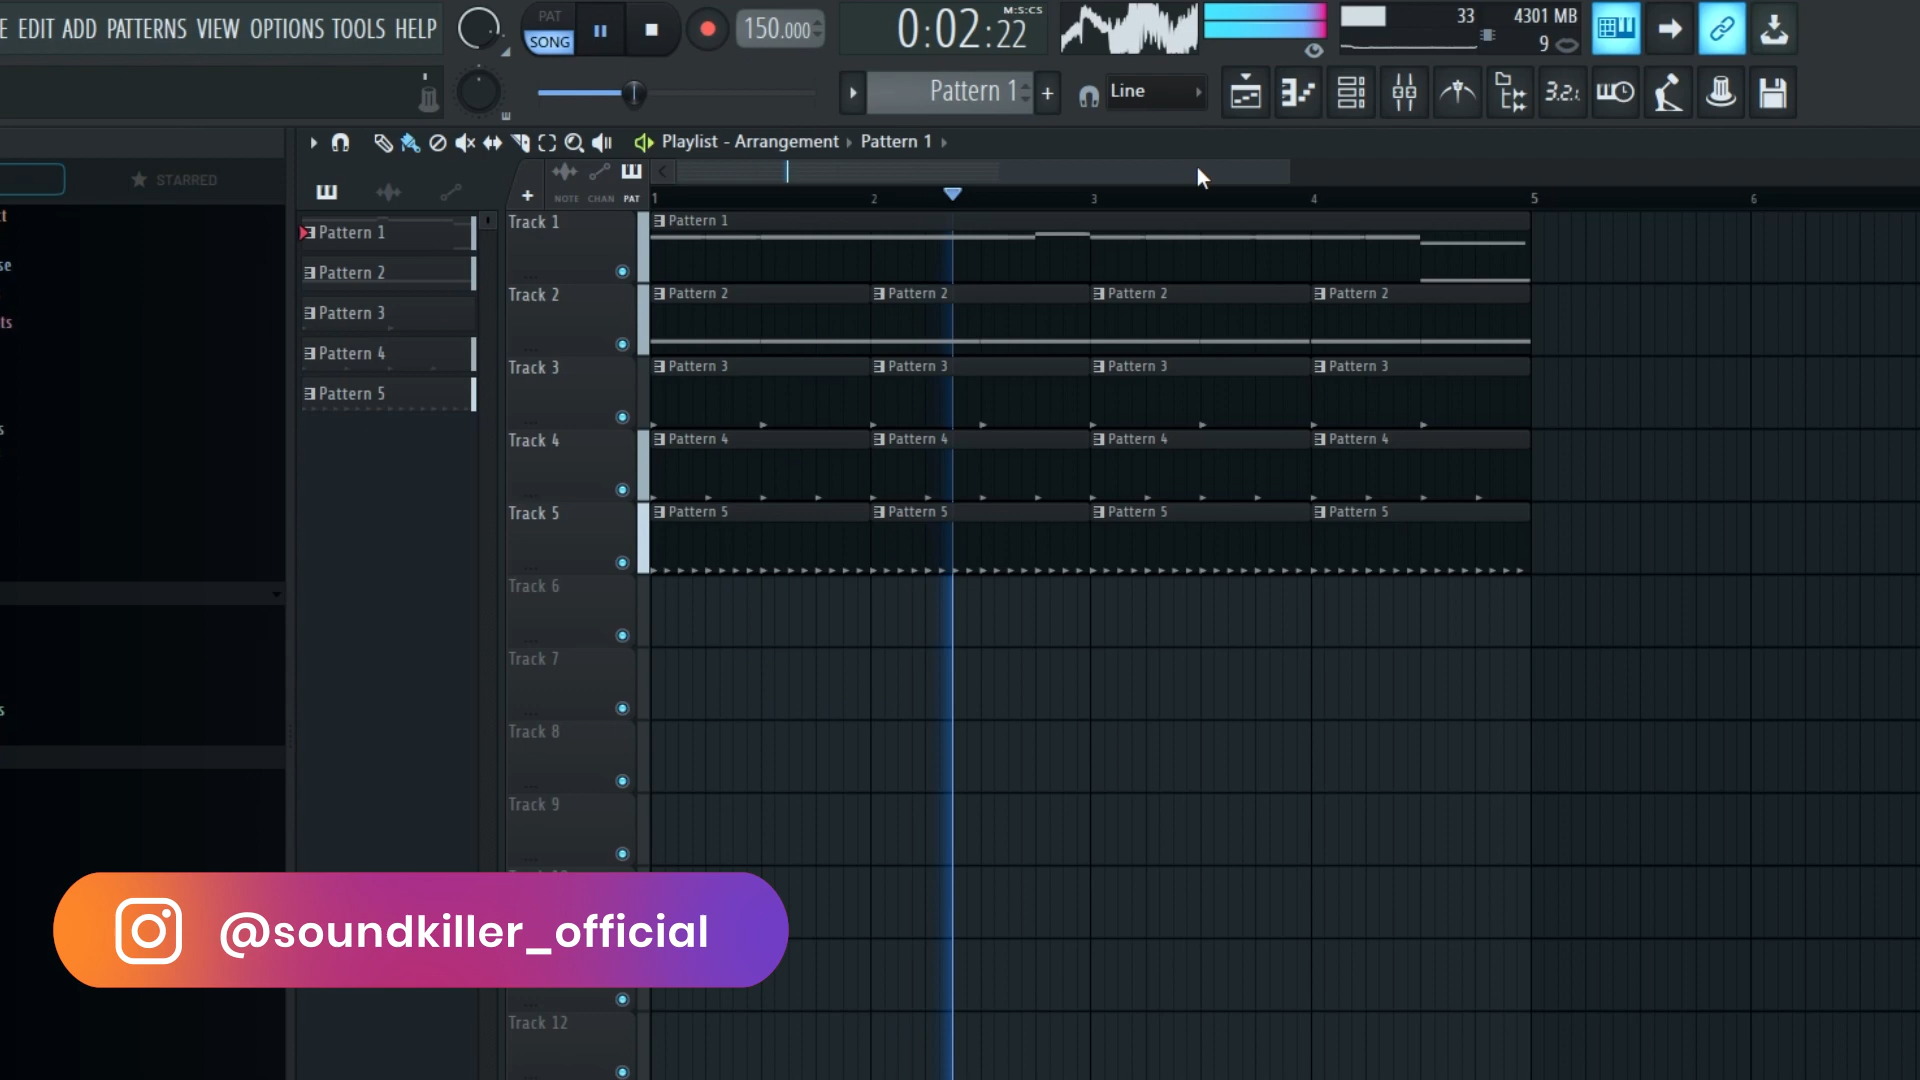 E EDIT ADD PATTERNS VIEW OPTIONS TOOLS HELP
PAT
SONG
150.000
M:S:CS
0:02:22
33
4301 MB
9
Pattern 1
+
Line
3.2:
Playlist - Arrangement
Pattern 1
STARRED
NOTE
CHAN
PAT
1
2
3
4
5
6
ct
se
ts
s
s
Pattern 1
Pattern 2
Pattern 3
Pattern 4
Pattern 5
Track 1
Pattern 1
Track 2
Pattern 2
Pattern 2
Pattern 2
Pattern 2
Track 3
Pattern 3
Pattern 3
Pattern 3
Pattern 3
Track 4
Pattern 4
Pattern 4
Pattern 4
Pattern 4
Track 5
Pattern 5
Pattern 5
Pattern 5
Pattern 5
Track 6
Track 7
Track 8
Track 9
@soundkiller_official
Track 12